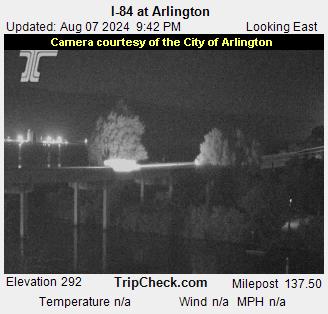 I-84 at Arlington
Updated: Aug 07 2024 9:42 PM Looking East
Camera courtesy of the City of Arlington
Elevation 292 TripCheck.com Milepost 137.50
Temperature n/a Wind n/a MPH n/a